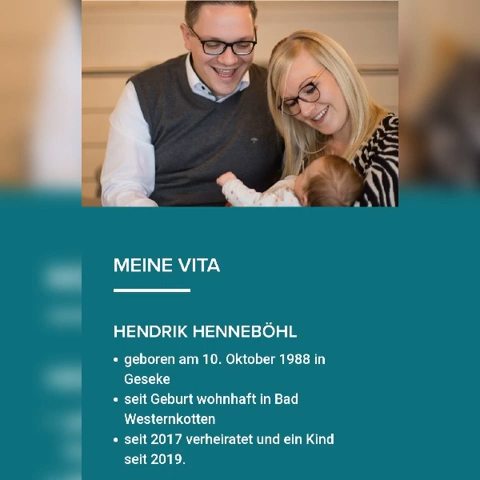 MEINE VITA
HENDRIK HENNEBÖHL
• geboren am 10. Oktober 1988 in
Geseke
• seit Geburt wohnhaft in Bad
Westernkotten
• seit 2017 verheiratet und ein Kind
seit 2019.